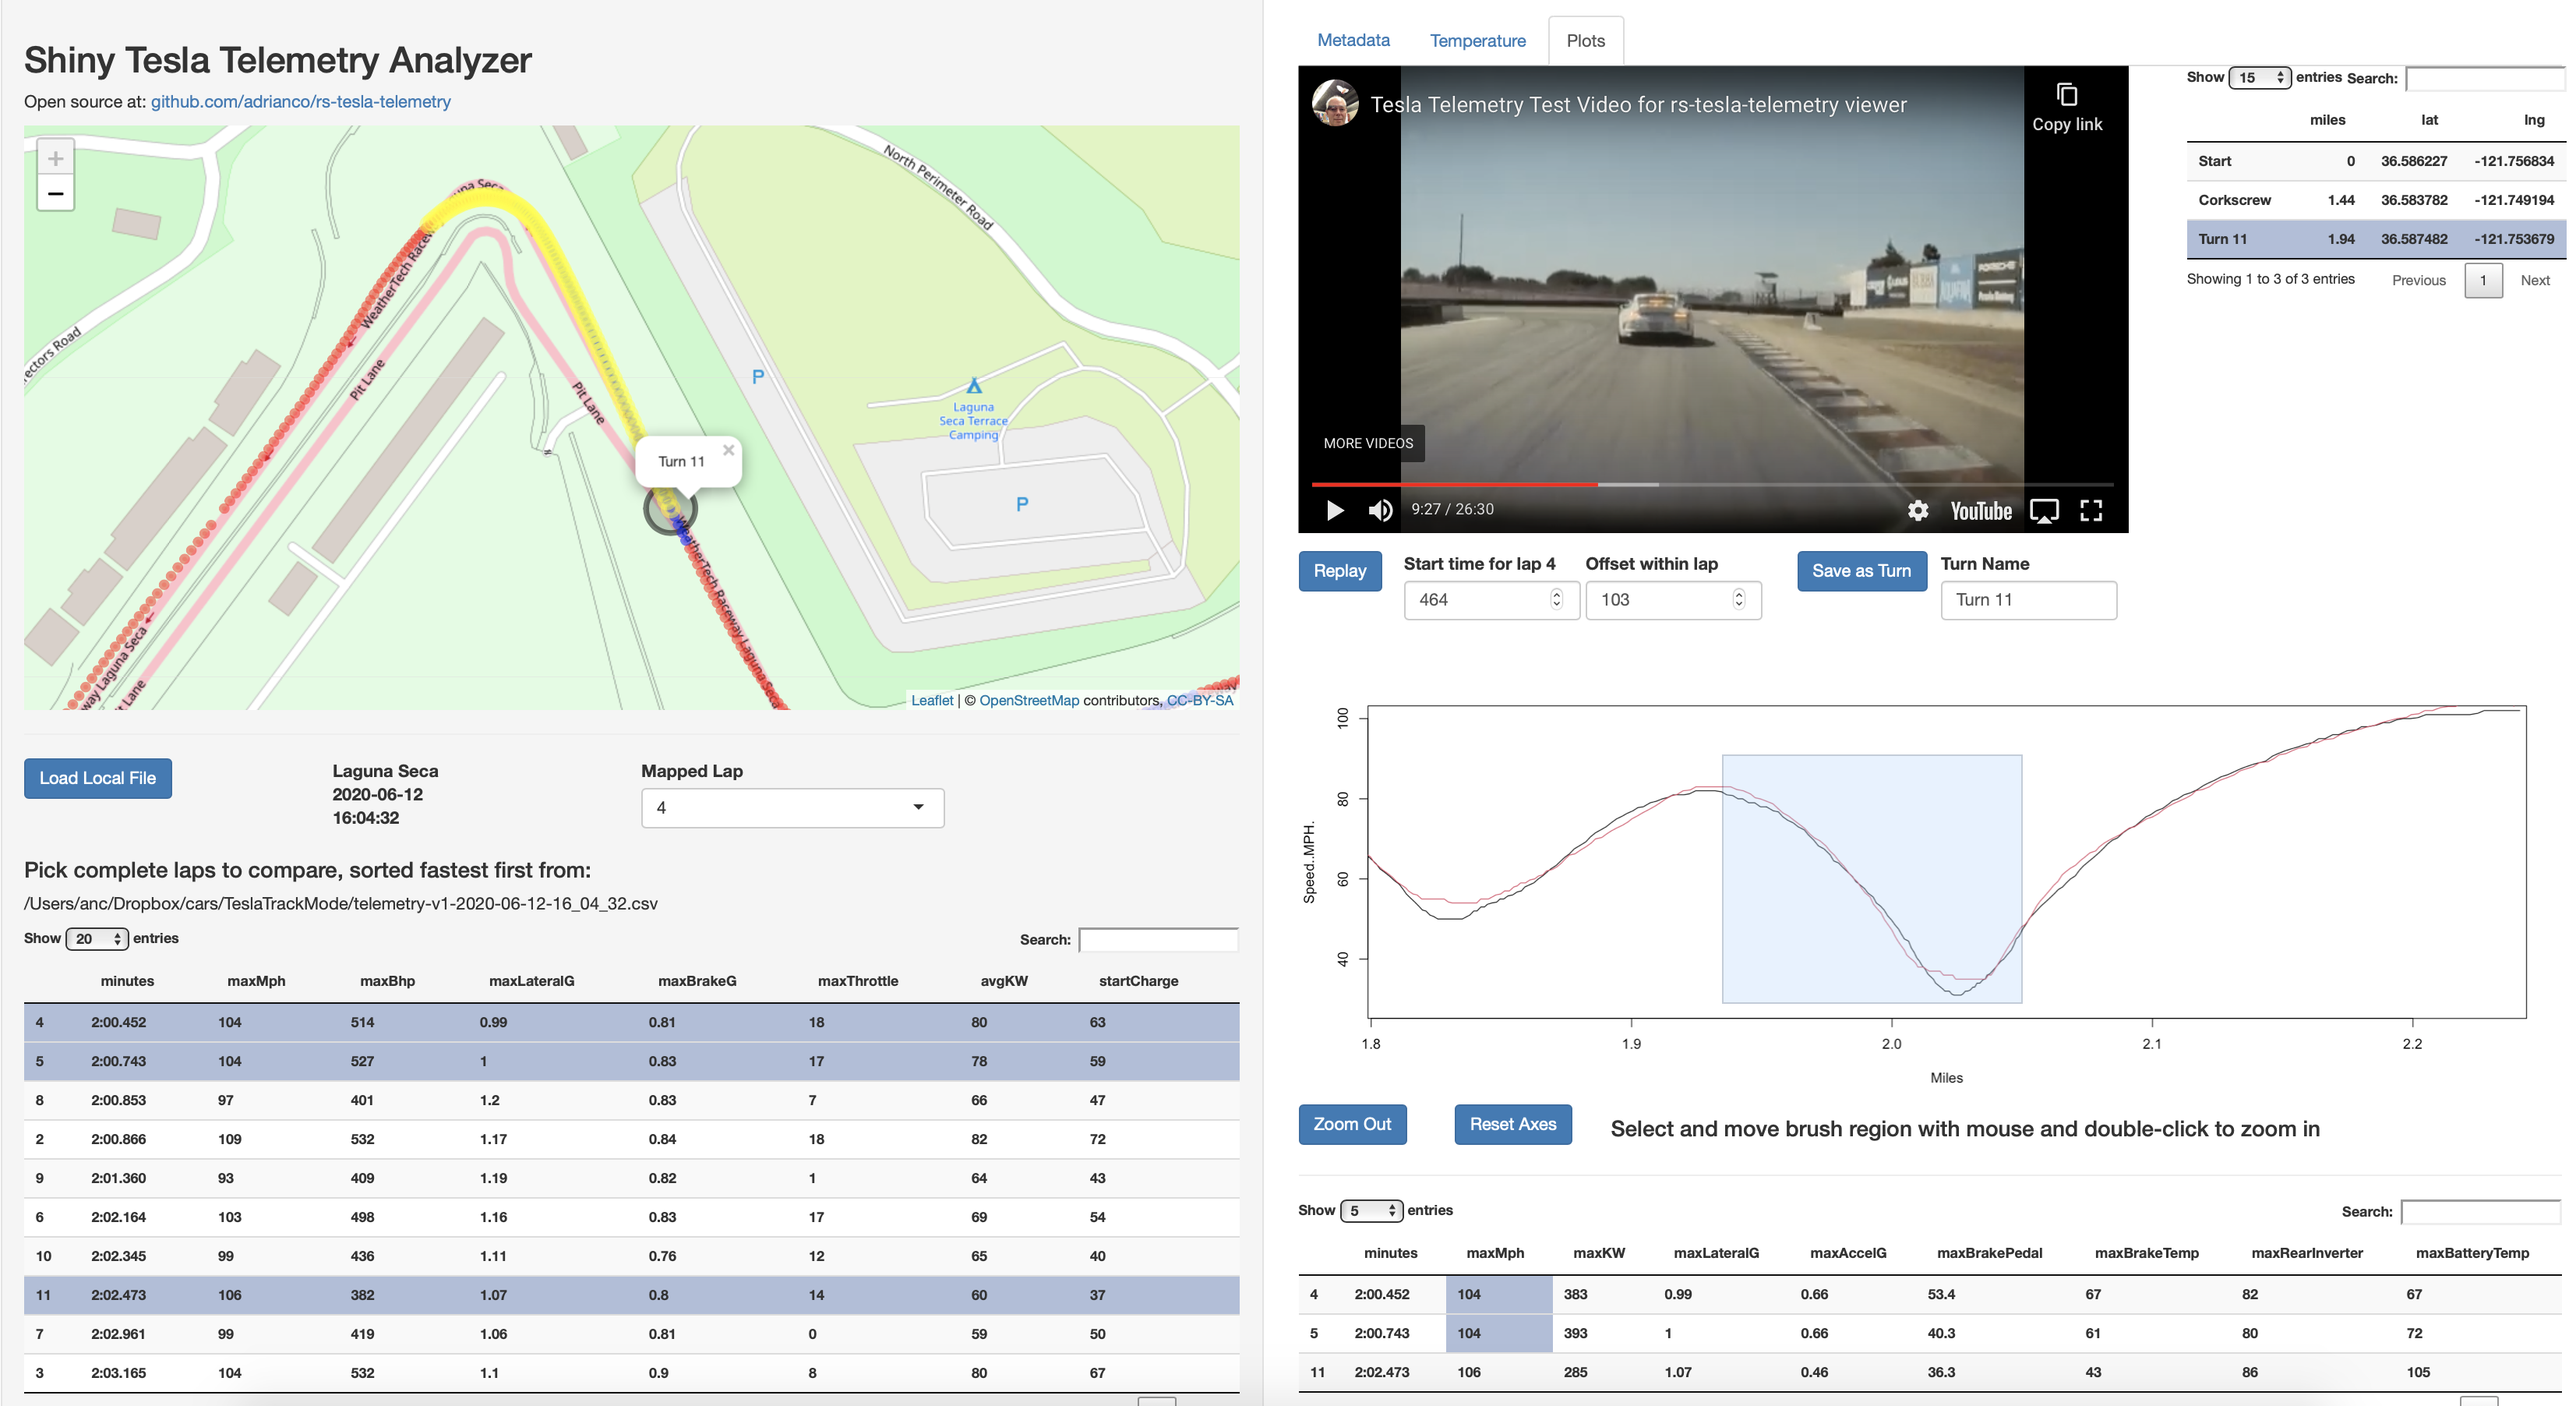 Shiny Tesla Telemetry Analyzer
Open source at: github.com/adrianco/rs-tesla-telemetry
+
−
North Perimeter Road
ectors Road
una Seca
WeatherTech Racew
Pit Lane
Pit Lane
P
Laguna
Seca Terrace
Camping
P
Turn 11
×
WeatherTech Raceway Laguna Seca
way Laguna Seca
t Lane
way
Leaflet | © OpenStreetMap contributors, CC-BY-SA
Load Local File
Laguna Seca
2020-06-12
16:04:32
Mapped Lap
4
Pick complete laps to compare, sorted fastest first from:
/Users/anc/Dropbox/cars/TeslaTrackMode/telemetry-v1-2020-06-12-16_04_32.csv
Show 20 entries Search:
minutes maxMph maxBhp maxLateralG maxBrakeG maxThrottle avgKW startCharge
4 2:00.452 104 514 0.99 0.81 18 80 63
5 2:00.743 104 527 1 0.83 17 78 59
8 2:00.853 97 401 1.2 0.83 7 66 47
2 2:00.866 109 532 1.17 0.84 18 82 72
9 2:01.360 93 409 1.19 0.82 1 64 43
6 2:02.164 103 498 1.16 0.83 17 69 54
10 2:02.345 99 436 1.11 0.76 12 65 40
11 2:02.473 106 382 1.07 0.8 14 60 37
7 2:02.961 99 419 1.06 0.81 0 59 50
3 2:03.165 104 532 1.1 0.9 8 80 67
Metadata Temperature Plots
Tesla Telemetry Test Video for rs-tesla-telemetry viewer
Copy link
PORSCHE
MORE VIDEOS
9:27 / 26:30
YouTube
Show 15 entries Search:
miles lat lng
Start 0 36.586227 -121.756834
Corkscrew 1.44 36.583782 -121.749194
Turn 11 1.94 36.587482 -121.753679
Showing 1 to 3 of 3 entries Previous 1 Next
Replay
Start time for lap 4
464
Offset within lap
103
Save as Turn
Turn Name
Turn 11
Speed..MPH.
100
80
60
40
1.8 1.9 2.0 2.1 2.2
Miles
Zoom Out Reset Axes Select and move brush region with mouse and double-click to zoom in
Show 5 entries Search:
minutes maxMph maxKW maxLateralG maxAccelG maxBrakePedal maxBrakeTemp maxRearInverter maxBatteryTemp
4 2:00.452 104 383 0.99 0.66 53.4 67 82 67
5 2:00.743 104 393 1 0.66 40.3 61 80 72
11 2:02.473 106 285 1.07 0.46 36.3 43 86 105